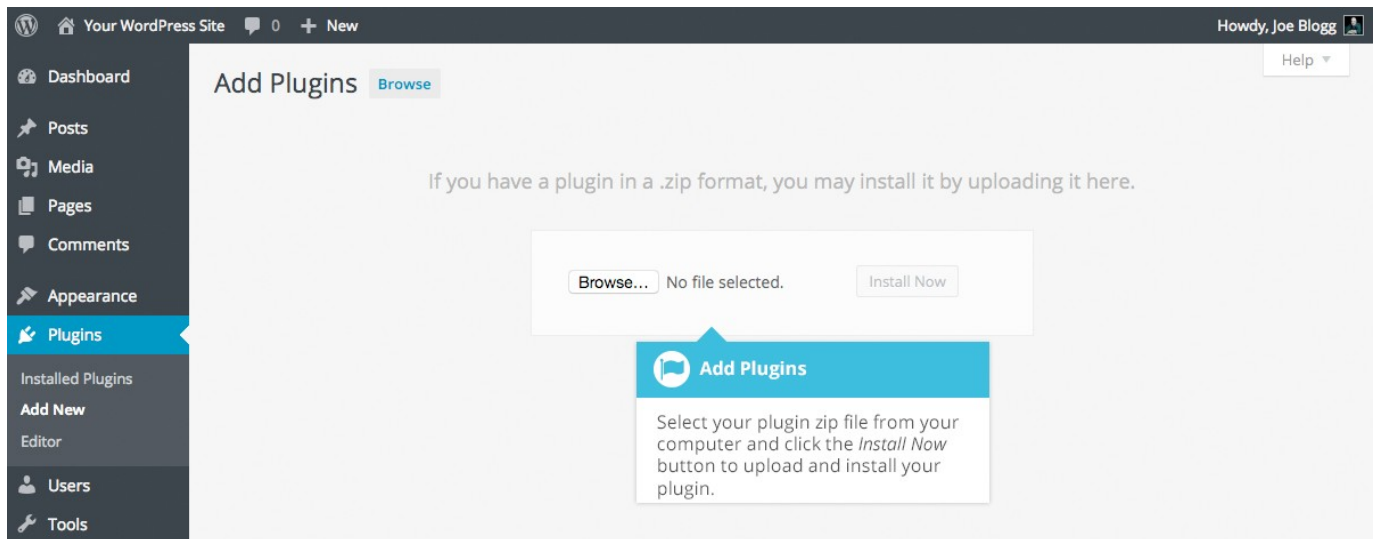 Your WordPress Site 0 + New Howdy, Joe Blogg
Help
Dashboard
Add Plugins Browse
Posts
Media
Pages
Comments
Appearance
Plugins
Installed Plugins
Add New
Editor
Users
Tools
If you have a plugin in a .zip format, you may install it by uploading it here.
Browse... No file selected. Install Now
Add Plugins
Select your plugin zip file from your
computer and click the Install Now
button to upload and install your
plugin.